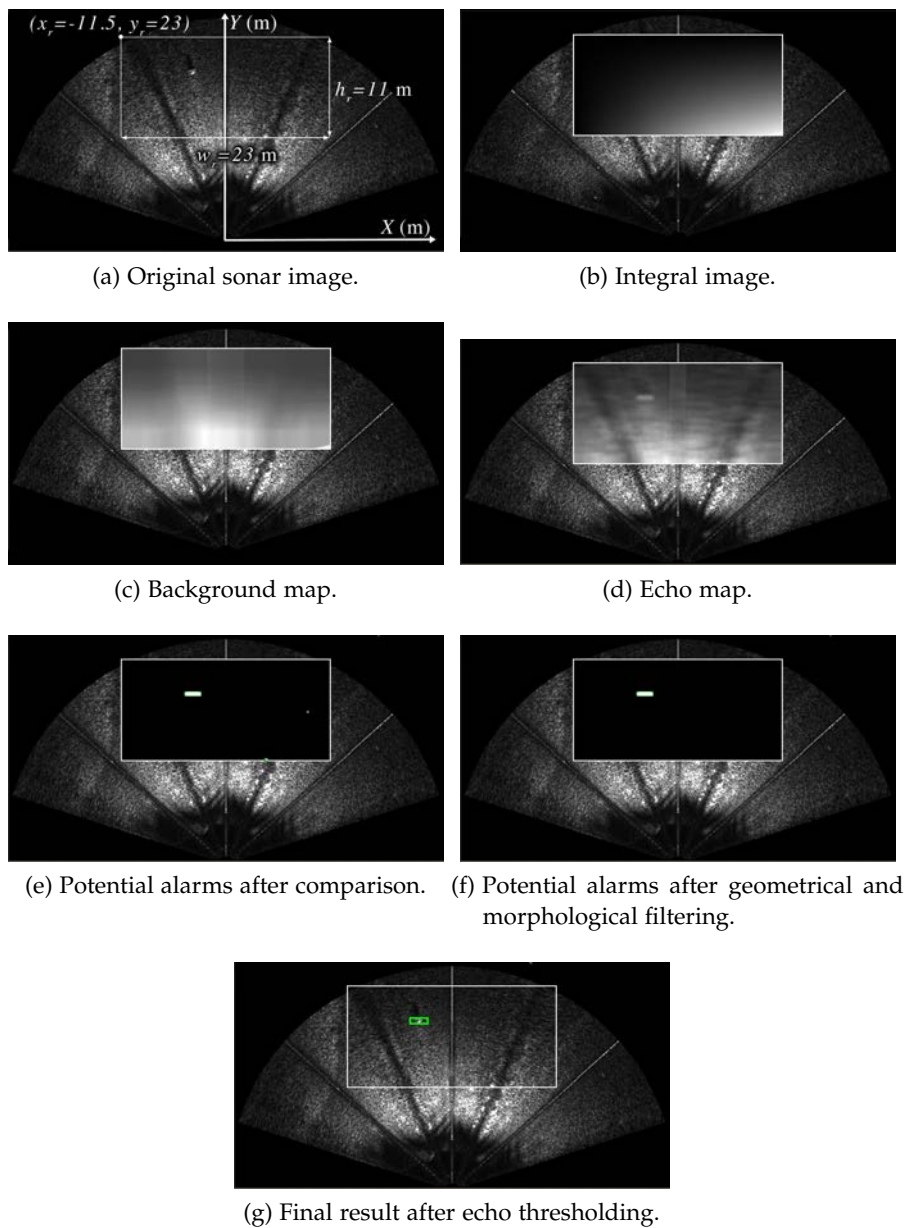 (x_r=-11.5, y_r=23)
Y (m)
h_r=11 m
w_r=23 m
X (m)
(a) Original sonar image.
(b) Integral image.
(c) Background map.
(d) Echo map.
(e) Potential alarms after comparison.
(f) Potential alarms after geometrical and
morphological filtering.
(g) Final result after echo thresholding.